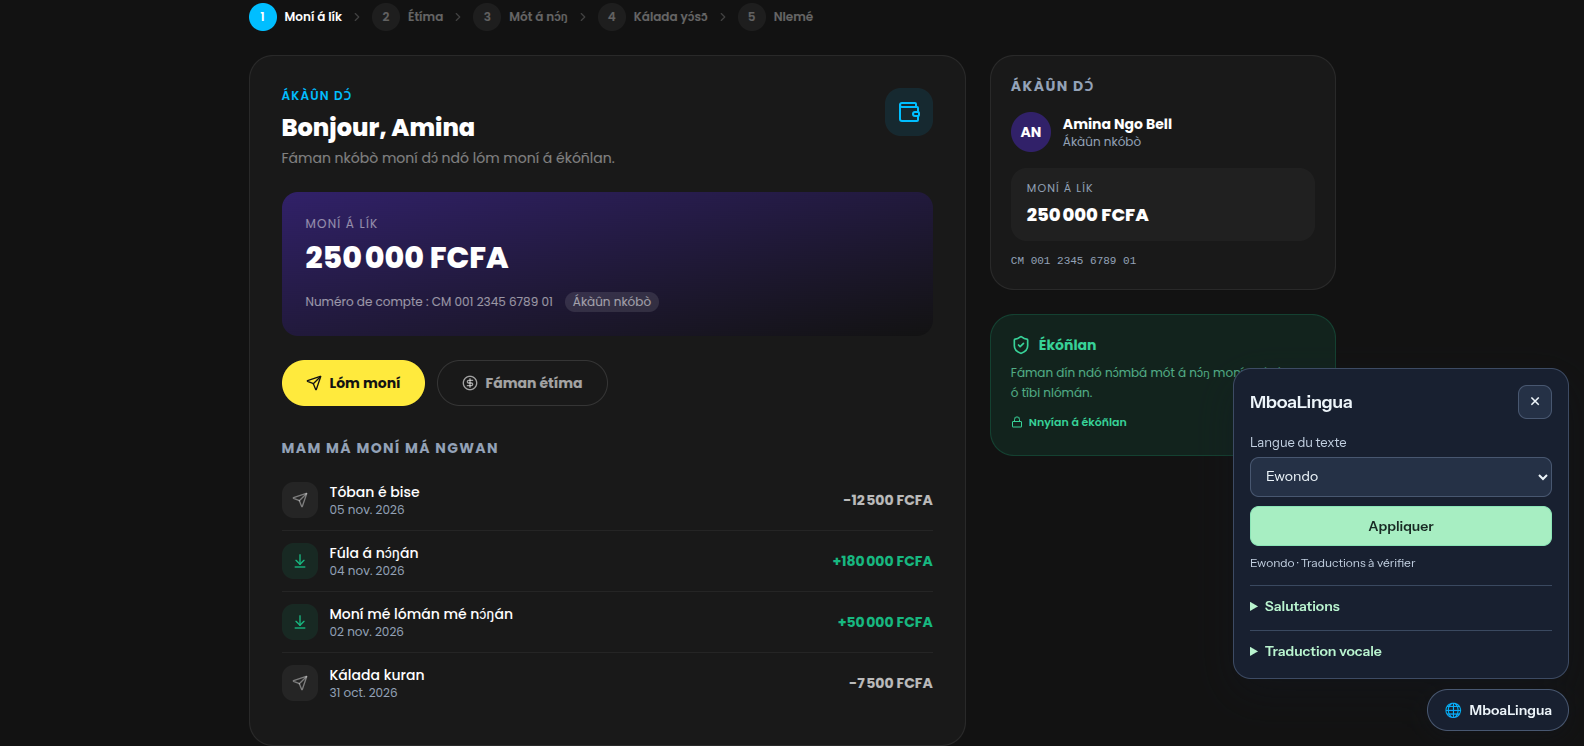 1 Moní á lík > 2 Étíma > 3 Mót á nɔ́ŋ > 4 Kálada yɔ́sɔ̄ > 5 Nlemé
ÁKÀÛN DƆ́
Bonjour, Amina
Fáman nkóbò moní dɔ́ ndó lóm moní á ékóñlan.
MONÍ Á LÍK
250 000 FCFA
Numéro de compte : CM 001 2345 6789 01 Ákàûn nkóbò
Lóm moní
Fáman étíma
MAM MÁ MONÍ MÁ NGWAN
Tóban é bise
05 nov. 2026
−12 500 FCFA
Fúla á nɔ́ŋán
04 nov. 2026
+180 000 FCFA
Moní mé lómán mé nɔ́ŋán
02 nov. 2026
+50 000 FCFA
Kálada kuran
31 oct. 2026
−7 500 FCFA
ÁKÀÛN DƆ́
AN
Amina Ngo Bell
Ákàûn nkóbò
MONÍ Á LÍK
250 000 FCFA
CM 001 2345 6789 01
Ékóñlan
Fáman dín ndó nɔ́mbá mót á nɔ́ŋ
ó tîbi nlómán.
Nnyían á ékóñlan
MboaLingua
×
Langue du texte
Ewondo
Appliquer
Ewondo · Traductions à vérifier
Salutations
Traduction vocale
MboaLingua